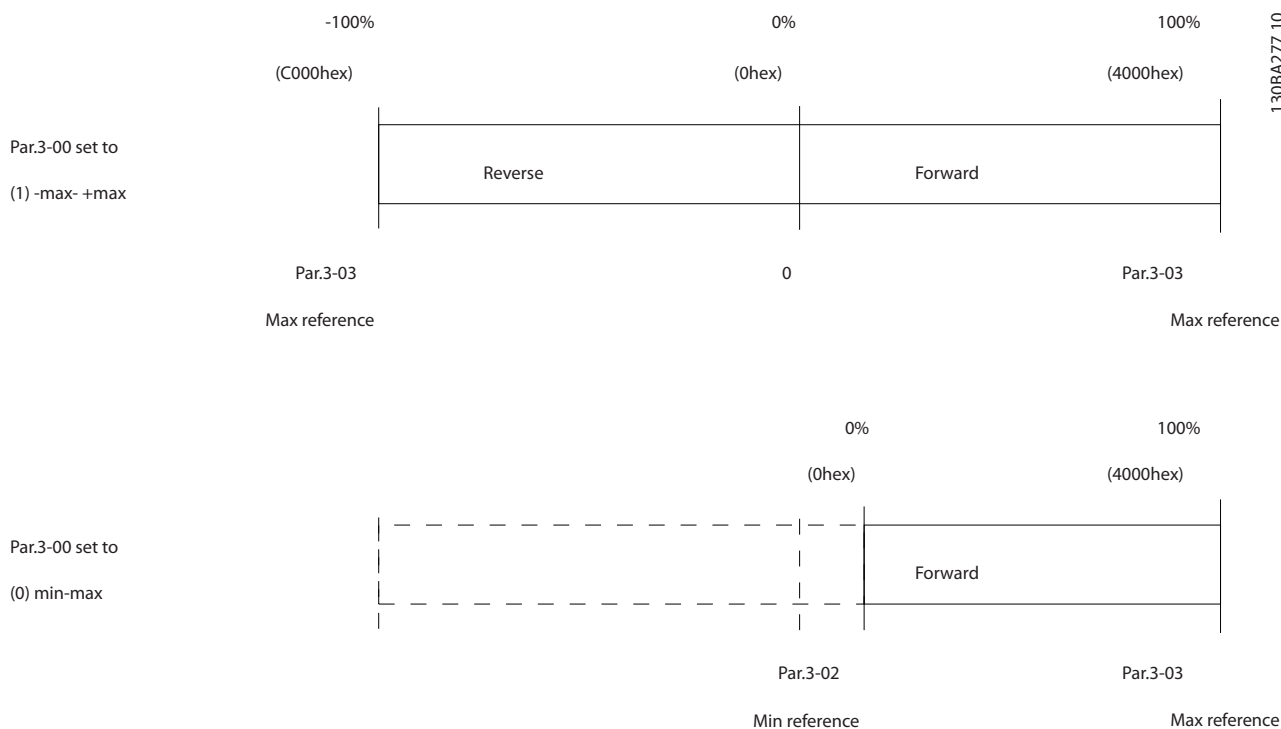 -100% 0% 100%
(C000hex) (0hex) (4000hex)
130BA277.10
Par.3-00 set to
(1) -max- +max
Reverse Forward
Par.3-03 0 Par.3-03
Max reference Max reference
0% 100%
(0hex) (4000hex)
Par.3-00 set to
(0) min-max
Forward
Par.3-02 Par.3-03
Min reference Max reference